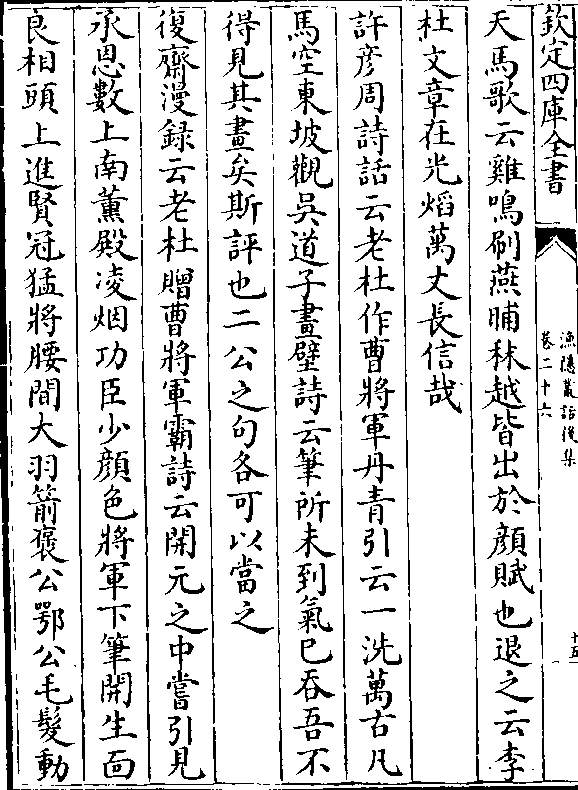 欽定四庫全書
漁隱叢話後集
卷二十六
十五
天馬歌云雞鳴刷燕晡秣越皆出於顔賦也退之云李
杜文章在光熖萬丈長信哉
許彦周詩話云老杜作曹將軍丹青引云一洗萬古凡
馬空東坡觀吳道子畫壁詩云筆所未到氣已吞吾不
得見其畫矣斯評也二公之句各可以當之
復齋漫録云老杜贈曹將軍霸詩云開元之中嘗引見
承恩數上南薰殿凌烟功臣少顔色將軍下筆開生面
良相頭上進賢冠猛將腰間大羽箭褒公鄂公毛髮動